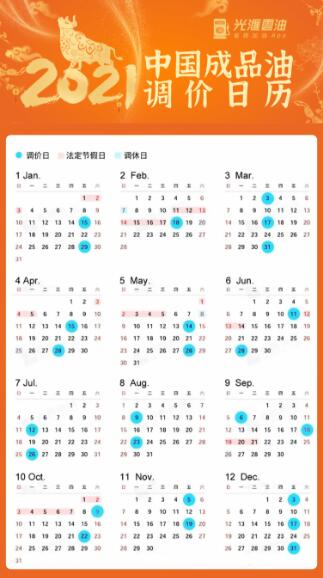 光滙雲油
2021
中国成品油
调价日历
调价日 法定节假日 调休日
1 Jan.
日 一 二 三 四 五 六
1 2
3 4 5 6 7 8 9
10 11 12 13 14 15 16
17 18 19 20 21 22 23
24 25 26 27 28 29 30
31
2 Feb.
日 一 二 三 四 五 六
1 2 3 4 5 6
7 8 9 10 11 12 13
14 15 16 17 18 19 20
21 22 23 24 25 26 27
28
3 Mar.
日 一 二 三 四 五 六
1 2 3 4 5 6
7 8 9 10 11 12 13
14 15 16 17 18 19 20
21 22 23 24 25 26 27
28 29 30 31
4 Apr.
日 一 二 三 四 五 六
1 2 3
4 5 6 7 8 9 10
11 12 13 14 15 16 17
18 19 20 21 22 23 24
25 26 27 28 29 30
5 May.
日 一 二 三 四 五 六
1
2 3 4 5 6 7 8
9 10 11 12 13 14 15
16 17 18 19 20 21 22
23 24 25 26 27 28 29
30 31
6 Jun.
日 一 二 三 四 五 六
1 2 3 4 5
6 7 8 9 10 11 12
13 14 15 16 17 18 19
20 21 22 23 24 25 26
27 28 29 30
7 Jul.
日 一 二 三 四 五 六
1 2 3
4 5 6 7 8 9 10
11 12 13 14 15 16 17
18 19 20 21 22 23 24
25 26 27 28 29 30 31
8 Aug.
日 一 二 三 四 五 六
1 2 3 4 5 6 7
8 9 10 11 12 13 14
15 16 17 18 19 20 21
22 23 24 25 26 27 28
29 30 31
9 Sep.
日 一 二 三 四 五 六
1 2 3 4
5 6 7 8 9 10 11
12 13 14 15 16 17 18
19 20 21 22 23 24 25
26 27 28 29 30
10 Oct.
日 一 二 三 四 五 六
1 2
3 4 5 6 7 8 9
10 11 12 13 14 15 16
17 18 19 20 21 22 23
24 25 26 27 28 29 30
31
11 Nov.
日 一 二 三 四 五 六
1 2 3 4 5 6
7 8 9 10 11 12 13
14 15 16 17 18 19 20
21 22 23 24 25 26 27
28 29 30
12 Dec.
日 一 二 三 四 五 六
1 2 3 4
5 6 7 8 9 10 11
12 13 14 15 16 17 18
19 20 21 22 23 24 25
26 27 28 29 30 31